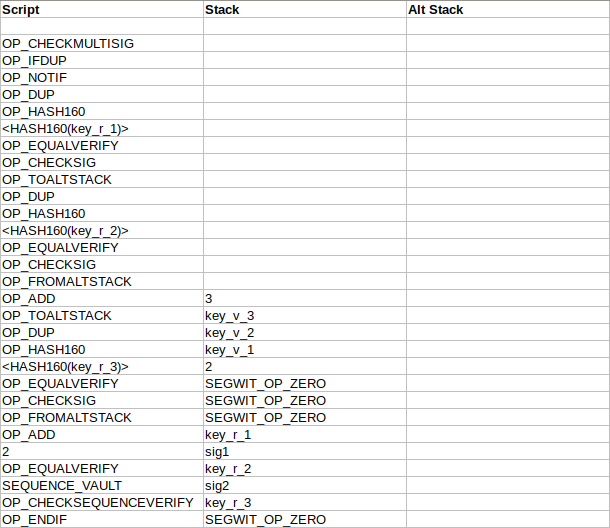 Script Stack Alt Stack
OP_CHECKMULTISIG
OP_IFDUP
OP_NOTIF
OP_DUP
OP_HASH160
<HASH160(key_r_1)>
OP_EQUALVERIFY
OP_CHECKSIG
OP_TOALTSTACK
OP_DUP
OP_HASH160
<HASH160(key_r_2)>
OP_EQUALVERIFY
OP_CHECKSIG
OP_FROMALTSTACK
OP_ADD 3
OP_TOALTSTACK key_v_3
OP_DUP key_v_2
OP_HASH160 key_v_1
<HASH160(key_r_3)> 2
OP_EQUALVERIFY SEGWIT_OP_ZERO
OP_CHECKSIG SEGWIT_OP_ZERO
OP_FROMALTSTACK SEGWIT_OP_ZERO
OP_ADD key_r_1
2 sig1
OP_EQUALVERIFY key_r_2
SEQUENCE_VAULT sig2
OP_CHECKSEQUENCEVERIFY key_r_3
OP_ENDIF SEGWIT_OP_ZERO